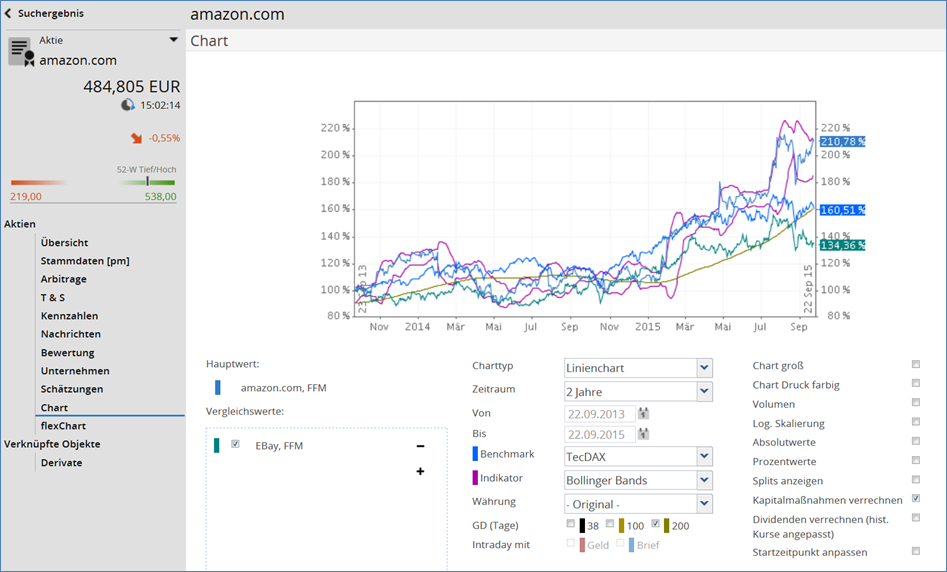 Suchergebnis
Aktie
amazon.com
484,805 EUR
15:02:14
-0,55%
52-W Tief/Hoch
219,00 538,00
Aktien
Übersicht
Stammdaten [pm]
Arbitrage
T & S
Kennzahlen
Nachrichten
Bewertung
Unternehmen
Schätzungen
Chart
flexChart
Verknüpfte Objekte
Derivate
amazon.com
Chart
220 % 220 %
210,78 %
200 % 200 %
180 % 180 %
160 % 160,51 %
140 % 140 %
134,36 %
120 % 120 %
100 % 100 %
80 % 80 %
13
22 Sep 15
Nov 2014 Mär Mai Jul Sep Nov 2015 Mär Mai Jul Sep
Hauptwert:
amazon.com, FFM
Vergleichswerte:
EBay, FFM
Charttyp Linienchart
Zeitraum 2 Jahre
Von 22.09.2013
Bis 22.09.2015
Benchmark TecDAX
Indikator Bollinger Bands
Währung - Original -
GD (Tage) 38 100 200
Intraday mit Geld Brief
Chart groß
Chart Druck farbig
Volumen
Log. Skalierung
Absolutwerte
Prozentwerte
Splits anzeigen
Kapitalmaßnahmen verrechnen
Dividenden verrechnen (hist.
Kurse angepasst)
Startzeitpunkt anpassen